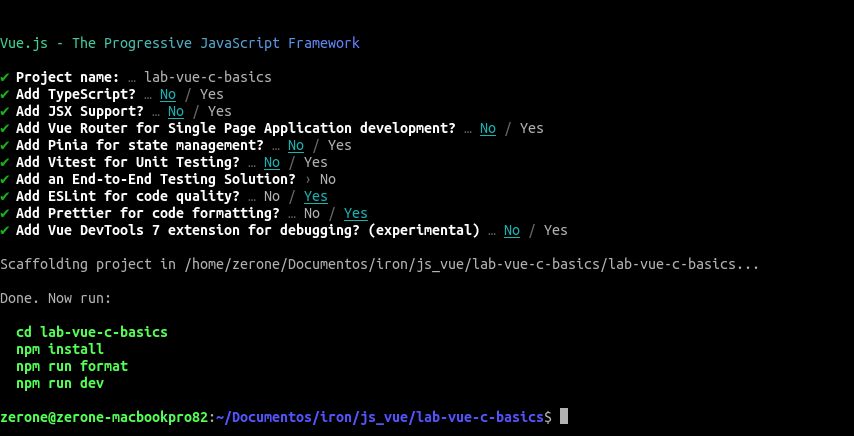 Vue.js - The Progressive JavaScript Framework
✔ Project name: … lab-vue-c-basics
✔ Add TypeScript? … No / Yes
✔ Add JSX Support? … No / Yes
✔ Add Vue Router for Single Page Application development? … No / Yes
✔ Add Pinia for state management? … No / Yes
✔ Add Vitest for Unit Testing? … No / Yes
✔ Add an End-to-End Testing Solution? › No
✔ Add ESLint for code quality? … No / Yes
✔ Add Prettier for code formatting? … No / Yes
✔ Add Vue DevTools 7 extension for debugging? (experimental) … No / Yes
Scaffolding project in /home/zerone/Documentos/iron/js_vue/lab-vue-c-basics/lab-vue-c-basics...
Done. Now run:
cd lab-vue-c-basics
npm install
npm run format
npm run dev
zerone@zerone-macbookpro82:~/Documentos/iron/js_vue/lab-vue-c-basics$